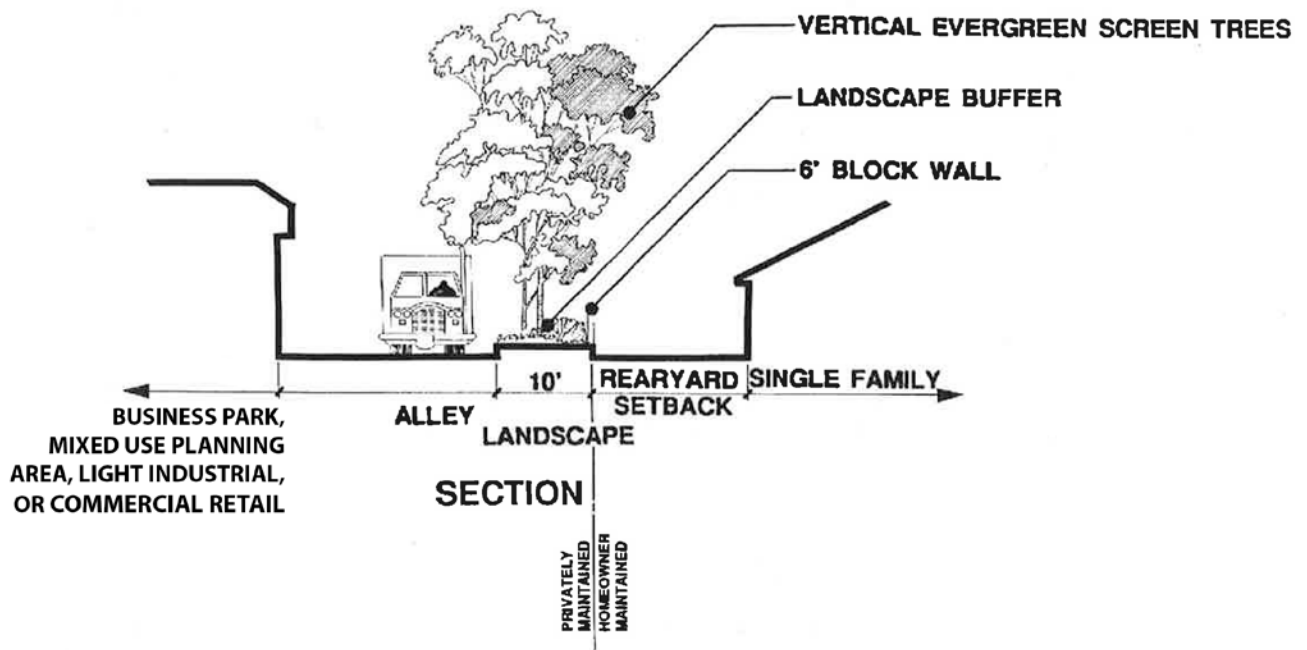 VERTICAL EVERGREEN SCREEN TREES
LANDSCAPE BUFFER
6' BLOCK WALL
10'
REARYARD
SETBACK
SINGLE FAMILY
BUSINESS PARK,
MIXED USE PLANNING
AREA, LIGHT INDUSTRIAL,
OR COMMERCIAL RETAIL
ALLEY
LANDSCAPE
SECTION
PRIVATELY
MAINTAINED
HOMEOWNER
MAINTAINED